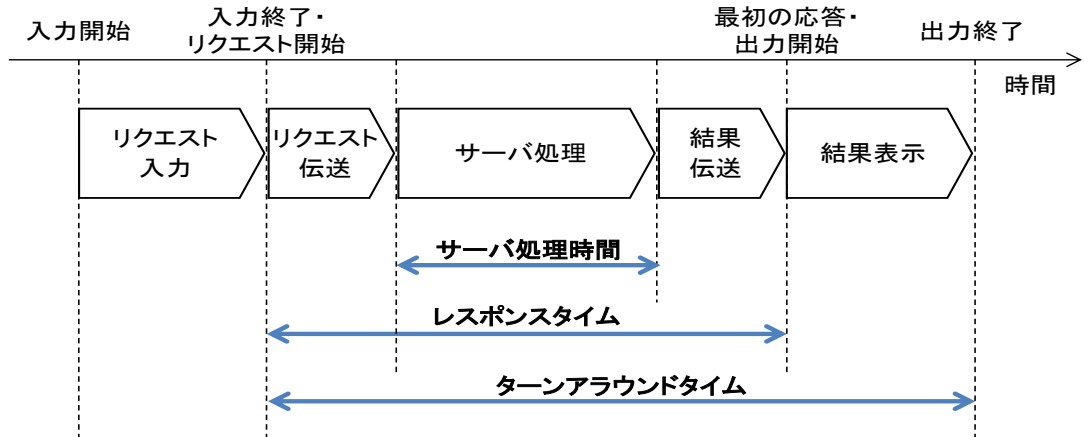 入力開始
入力終了・
リクエスト開始
最初の応答・
出力開始
出力終了
時間
リクエスト
入力
リクエスト
伝送
サーバ処理
結果
伝送
結果表示
サーバ処理時間
レスポンスタイム
ターンアラウンドタイム